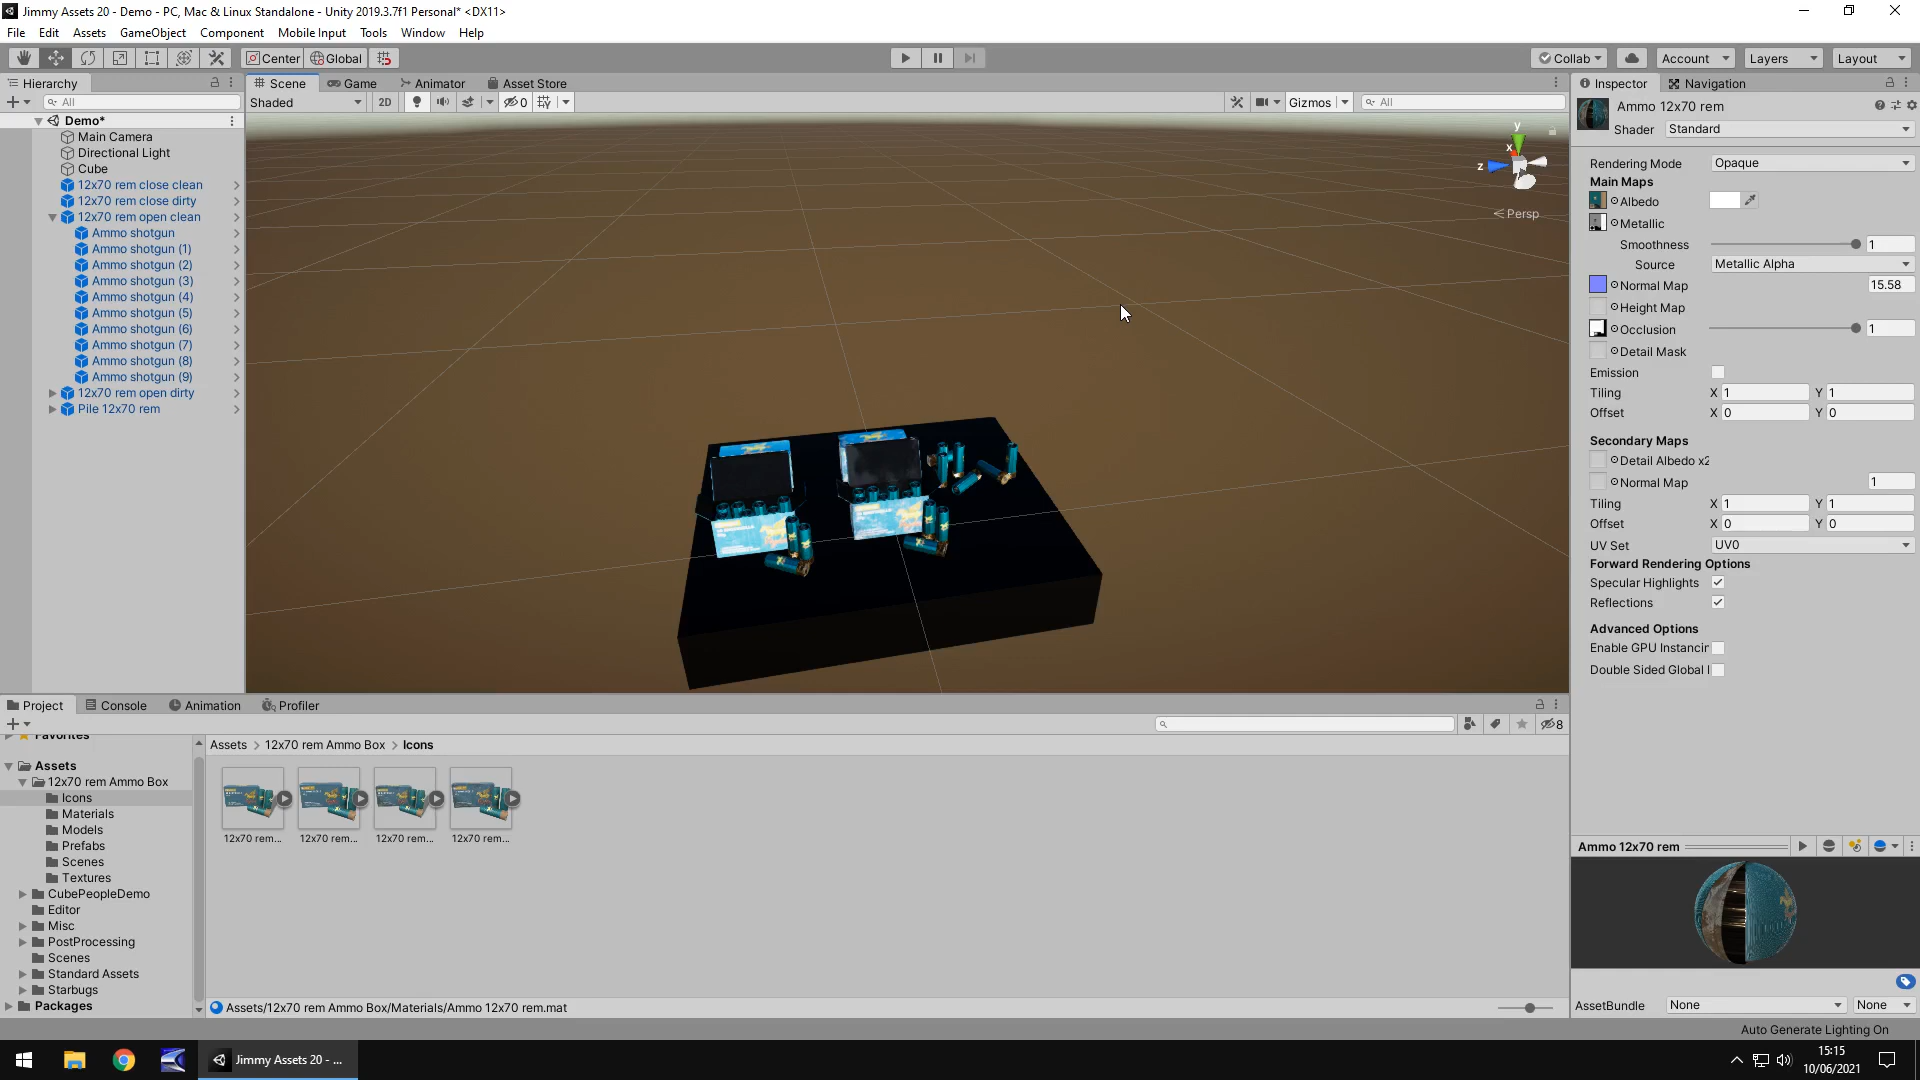 Jimmy Assets 20 - Demo - PC, Mac & Linux Standalone - Unity 2019.3.7f1 Personal* <DX11>
File Edit Assets GameObject Component Mobile Input Tools Window Help
Center Global Collab Account Layers Layout
Hierarchy
All
Demo*
Main Camera
Directional Light
Cube
12x70 rem close clean
12x70 rem close dirty
12x70 rem open clean
Ammo shotgun
Ammo shotgun (1)
Ammo shotgun (2)
Ammo shotgun (3)
Ammo shotgun (4)
Ammo shotgun (5)
Ammo shotgun (6)
Ammo shotgun (7)
Ammo shotgun (8)
Ammo shotgun (9)
12x70 rem open dirty
Pile 12x70 rem
Scene Game Animator Asset Store
Shaded 2D 0 Gizmos All
y
x
z
Persp
Inspector Navigation
Ammo 12x70 rem
Shader Standard
Rendering Mode Opaque
Main Maps
Albedo
Metallic
Smoothness 1
Source Metallic Alpha
Normal Map 15.58
Height Map
Occlusion 1
Detail Mask
Emission
Tiling X 1 Y 1
Offset X 0 Y 0
Secondary Maps
Detail Albedo x2
Normal Map 1
Tiling X 1 Y 1
Offset X 0 Y 0
UV Set UV0
Forward Rendering Options
Specular Highlights
Reflections
Advanced Options
Enable GPU Instancin
Double Sided Global I
Ammo 12x70 rem
AssetBundle None None
Auto Generate Lighting On
Project Console Animation Profiler
8
Favorites
Assets
12x70 rem Ammo Box
Icons
Materials
Models
Prefabs
Scenes
Textures
CubePeopleDemo
Editor
Misc
PostProcessing
Scenes
Standard Assets
Starbugs
Packages
Assets > 12x70 rem Ammo Box > Icons
12x70 rem... 12x70 rem... 12x70 rem... 12x70 rem...
Assets/12x70 rem Ammo Box/Materials/Ammo 12x70 rem.mat
Jimmy Assets 20 - ...
15:15
10/06/2021